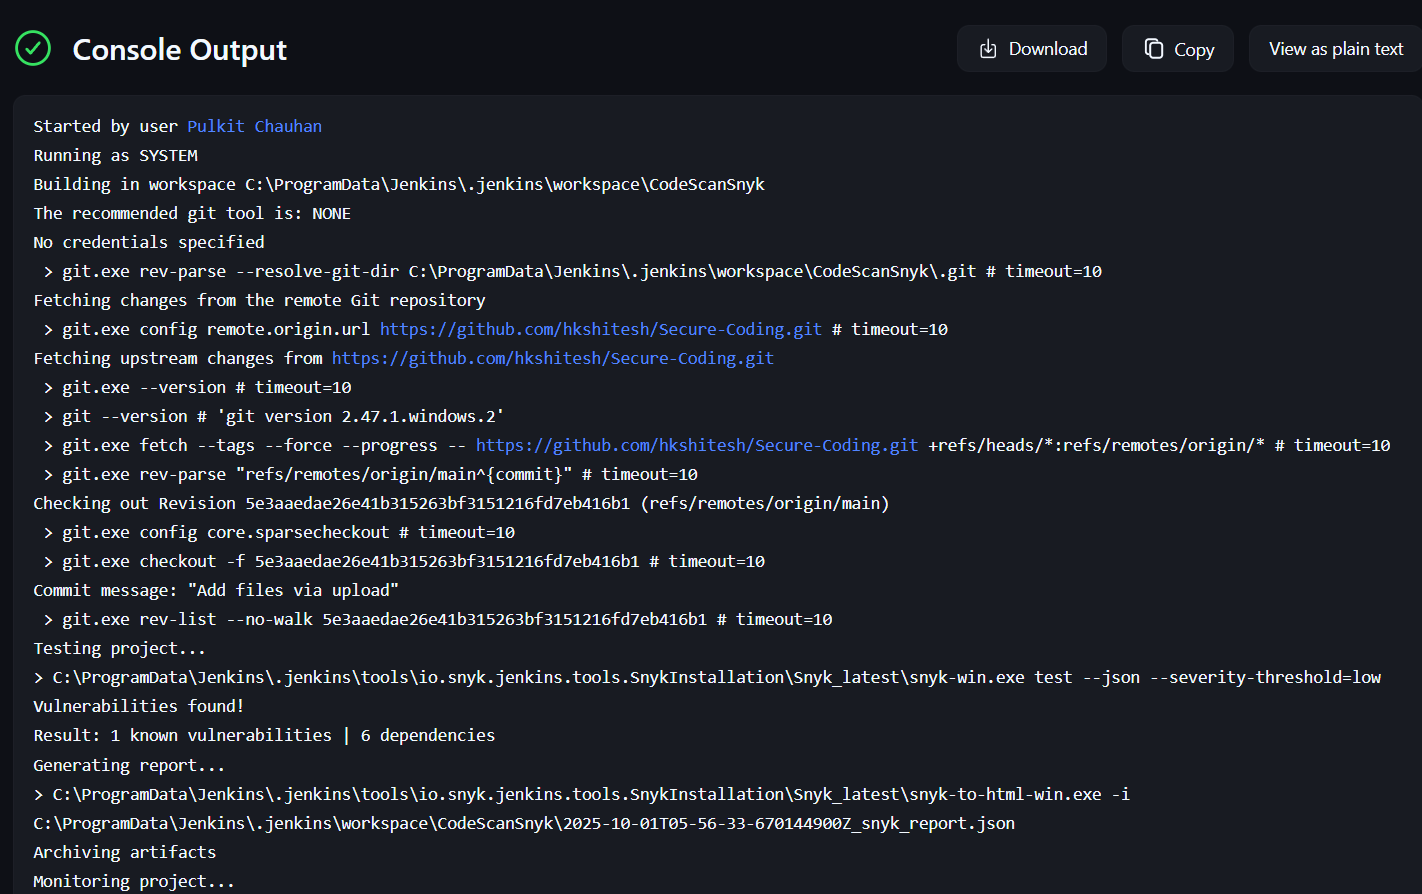 Console Output
Download
Copy
View as plain text
Started by user Pulkit Chauhan
Running as SYSTEM
Building in workspace C:\ProgramData\Jenkins\.jenkins\workspace\CodeScanSnyk
The recommended git tool is: NONE
No credentials specified
 > git.exe rev-parse --resolve-git-dir C:\ProgramData\Jenkins\.jenkins\workspace\CodeScanSnyk\.git # timeout=10
Fetching changes from the remote Git repository
 > git.exe config remote.origin.url https://github.com/hkshitesh/Secure-Coding.git # timeout=10
Fetching upstream changes from https://github.com/hkshitesh/Secure-Coding.git
 > git.exe --version # timeout=10
 > git --version # 'git version 2.47.1.windows.2'
 > git.exe fetch --tags --force --progress -- https://github.com/hkshitesh/Secure-Coding.git +refs/heads/*:refs/remotes/origin/* # timeout=10
 > git.exe rev-parse "refs/remotes/origin/main^{commit}" # timeout=10
Checking out Revision 5e3aaedae26e41b315263bf3151216fd7eb416b1 (refs/remotes/origin/main)
 > git.exe config core.sparsecheckout # timeout=10
 > git.exe checkout -f 5e3aaedae26e41b315263bf3151216fd7eb416b1 # timeout=10
Commit message: "Add files via upload"
 > git.exe rev-list --no-walk 5e3aaedae26e41b315263bf3151216fd7eb416b1 # timeout=10
Testing project...
> C:\ProgramData\Jenkins\.jenkins\tools\io.snyk.jenkins.tools.SnykInstallation\Snyk_latest\snyk-win.exe test --json --severity-threshold=low
Vulnerabilities found!
Result: 1 known vulnerabilities | 6 dependencies
Generating report...
> C:\ProgramData\Jenkins\.jenkins\tools\io.snyk.jenkins.tools.SnykInstallation\Snyk_latest\snyk-to-html-win.exe -i
C:\ProgramData\Jenkins\.jenkins\workspace\CodeScanSnyk\2025-10-01T05-56-33-670144900Z_snyk_report.json
Archiving artifacts
Monitoring project...